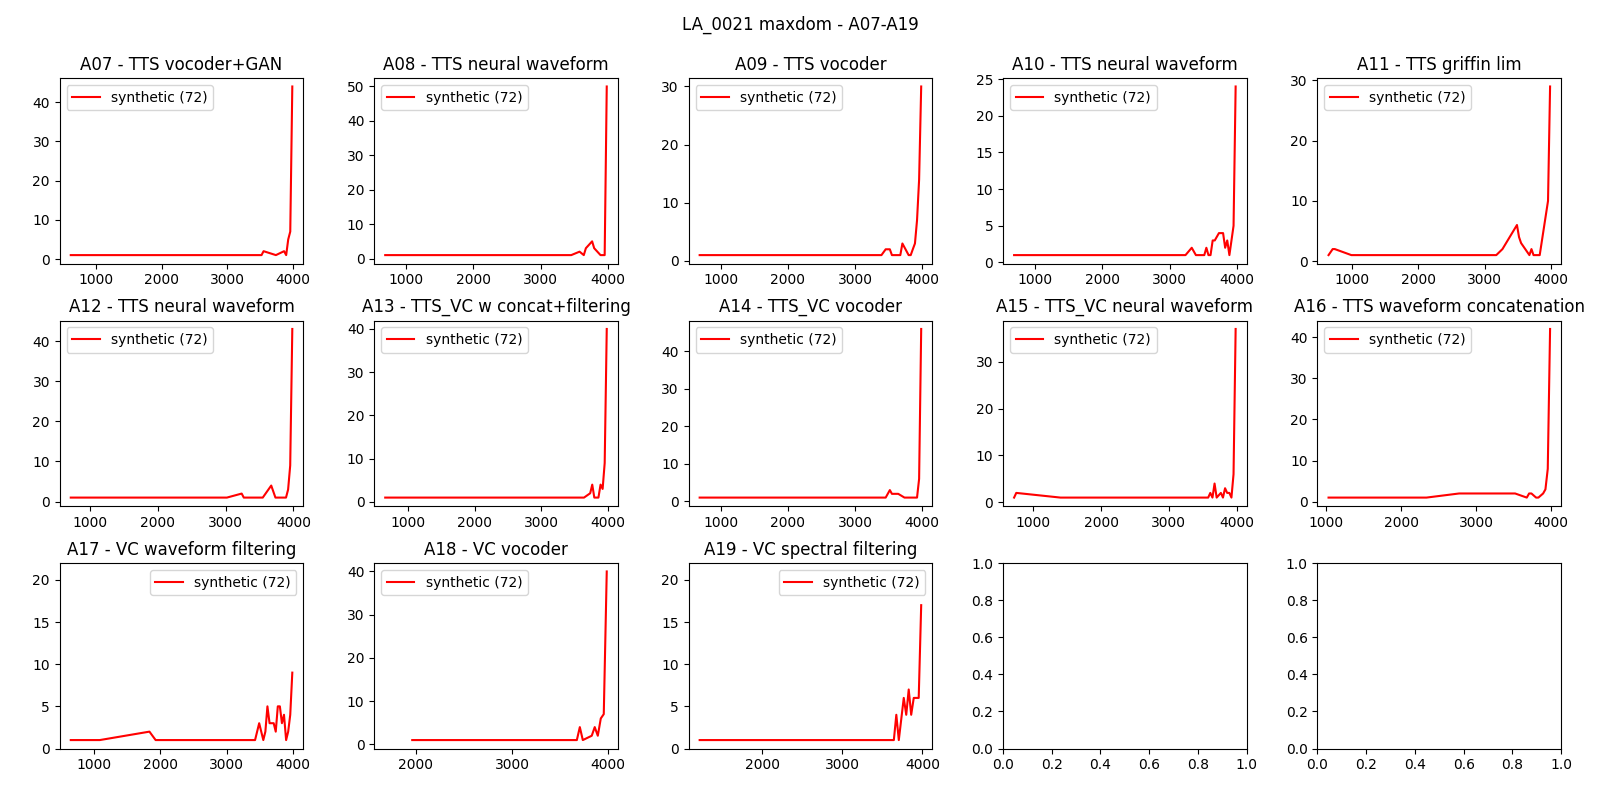 LA_0021 maxdom - A07-A19
A07 - TTS vocoder+GAN
A08 - TTS neural waveform
A09 - TTS vocoder
A10 - TTS neural waveform
A11 - TTS griffin lim
synthetic (72)
synthetic (72)
synthetic (72)
synthetic (72)
synthetic (72)
40
30
20
10
0
50
40
30
20
10
0
30
20
10
0
25
20
15
10
5
0
30
20
10
0
1000 2000 3000 4000
1000 2000 3000 4000
1000 2000 3000 4000
1000 2000 3000 4000
1000 2000 3000 4000
A12 - TTS neural waveform
A13 - TTS_VC w concat+filtering
A14 - TTS_VC vocoder
A15 - TTS_VC neural waveform
A16 - TTS waveform concatenation
synthetic (72)
synthetic (72)
synthetic (72)
synthetic (72)
synthetic (72)
40
30
20
10
0
40
30
20
10
0
40
30
20
10
0
30
20
10
0
40
30
20
10
0
1000 2000 3000 4000
1000 2000 3000 4000
1000 2000 3000 4000
1000 2000 3000 4000
1000 2000 3000 4000
A17 - VC waveform filtering
A18 - VC vocoder
A19 - VC spectral filtering
synthetic (72)
synthetic (72)
synthetic (72)
20
15
10
5
0
40
30
20
10
0
20
15
10
5
0
1.0
0.8
0.6
0.4
0.2
0.0
1.0
0.8
0.6
0.4
0.2
0.0
1000 2000 3000 4000
2000 3000 4000
2000 3000 4000
0.0 0.2 0.4 0.6 0.8 1.0
0.0 0.2 0.4 0.6 0.8 1.0